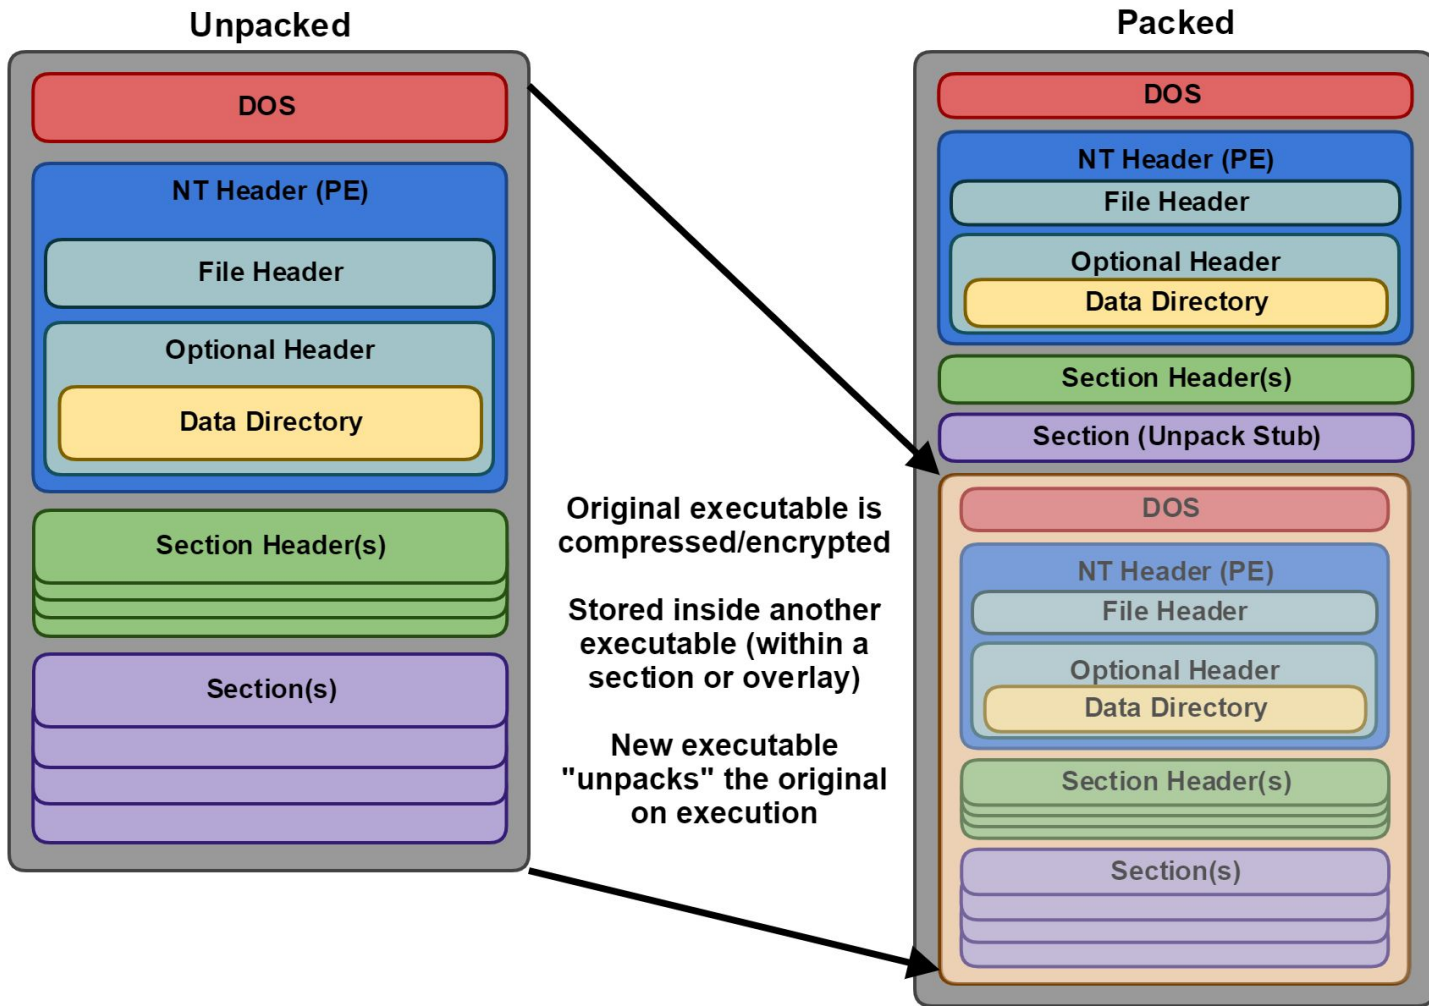 Unpacked
DOS
NT Header (PE)
File Header
Optional Header
Data Directory
Section Header(s)
Section(s)
Original executable is
compressed/encrypted
Stored inside another
executable (within a
section or overlay)
New executable
"unpacks" the original
on execution
Packed
DOS
NT Header (PE)
File Header
Optional Header
Data Directory
Section Header(s)
Section (Unpack Stub)
DOS
NT Header (PE)
File Header
Optional Header
Data Directory
Section Header(s)
Section(s)